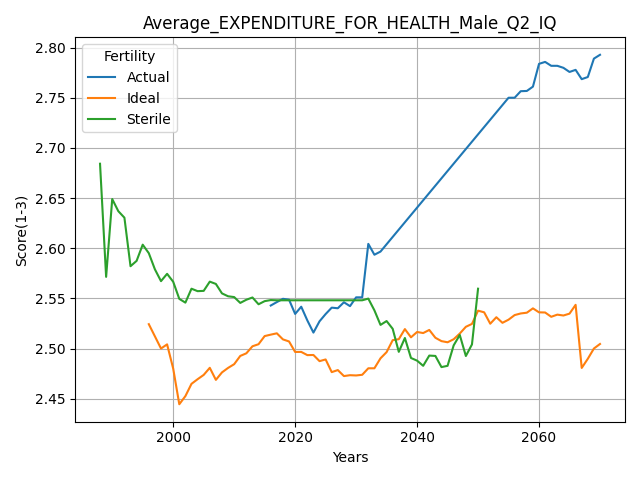 Average_EXPENDITURE_FOR_HEALTH_Male_Q2_IQ
Fertility
Actual
Ideal
Sterile
2.80
2.75
2.70
2.65
2.60
2.55
2.50
2.45
Score(1-3)
2000
2020
2040
2060
Years